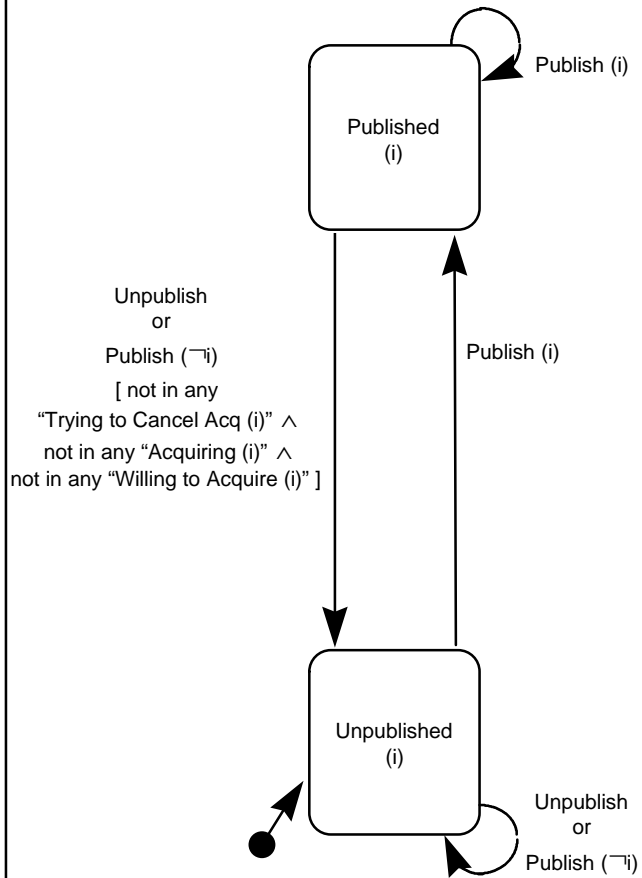 Publish (i)
Published
(i)
Unpublish
or
Publish (¬i)
[ not in any
“Trying to Cancel Acq (i)” ∧
not in any “Acquiring (i)” ∧
not in any “Willing to Acquire (i)” ]
Publish (i)
Unpublished
(i)
Unpublish
or
Publish (¬i)